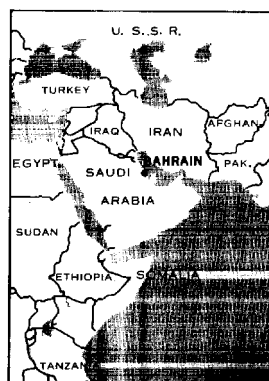 U. S. S. R.
TURKEY
IRAQ
IRAN
AFGHAN.
EGYPT
BAHRAIN
PAK.
SAUDI
ARABIA
SUDAN
ETHIOPIA
SOMALIA
TANZAN